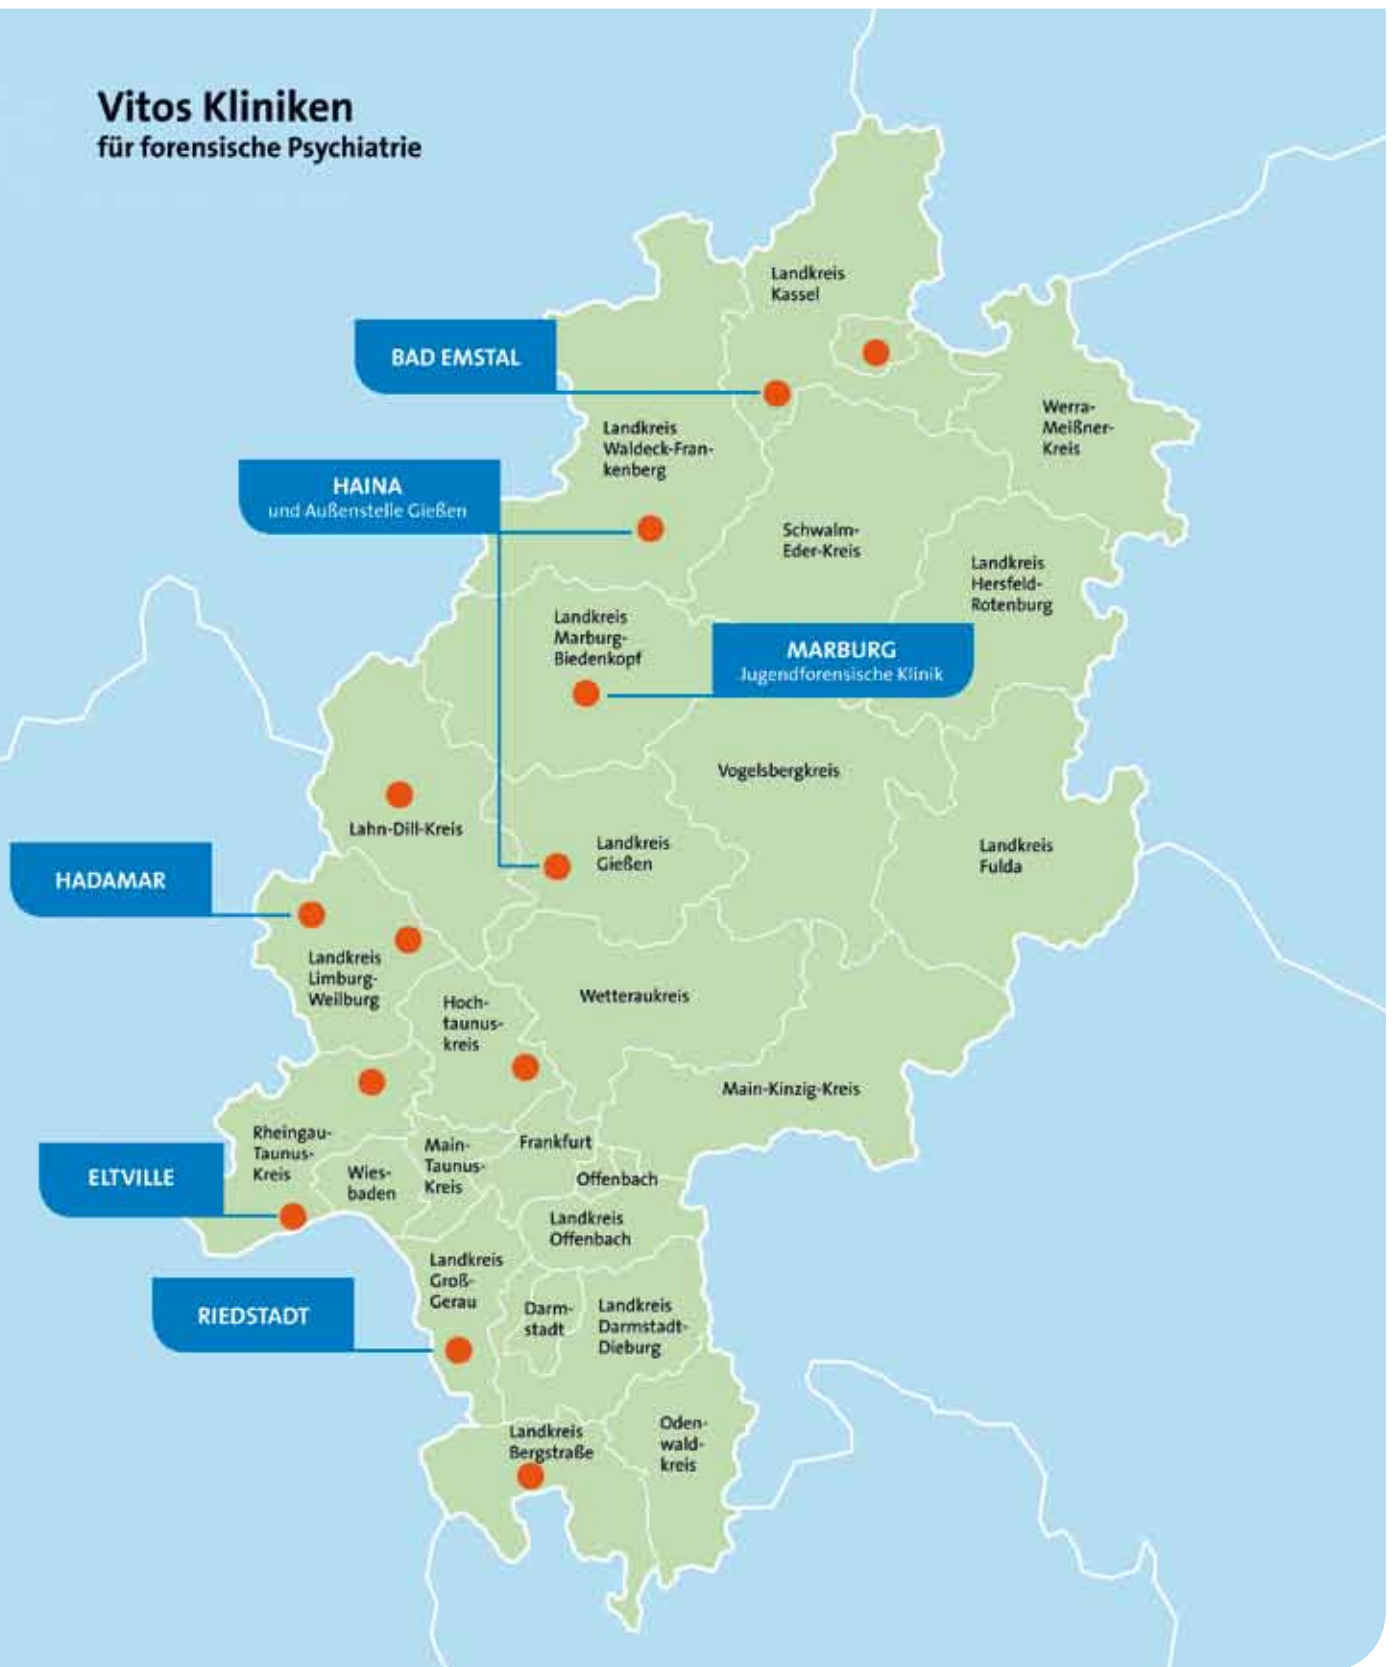 Vitos Kliniken
für forensische Psychiatrie
Landkreis
Kassel
BAD EMSTAL
Werra-
Meißner-
Kreis
Landkreis
Waldeck-Fran-
kenberg
HAINA
und Außenstelle Gießen
Schwalm-
Eder-Kreis
Landkreis
Hersfeld-
Rotenburg
Landkreis
Marburg-
Biedenkopf
MARBURG
Jugendforensische Klinik
Vogelsbergkreis
Lahn-Dill-Kreis
Landkreis
Gießen
Landkreis
Fulda
HADAMAR
Landkreis
Limburg-
Weilburg
Hoch-
taunus-
kreis
Wetteraukreis
Main-Kinzig-Kreis
Rheingau-
Taunus-
Kreis
Wies-
baden
Main-
Taunus-
Kreis
Frankfurt
Offenbach
ELTVILLE
Landkreis
Offenbach
Landkreis
Groß-
Gerau
RIEDSTADT
Darm-
stadt
Landkreis
Darmstadt-
Dieburg
Landkreis
Bergstraße
Oden-
wald-
kreis